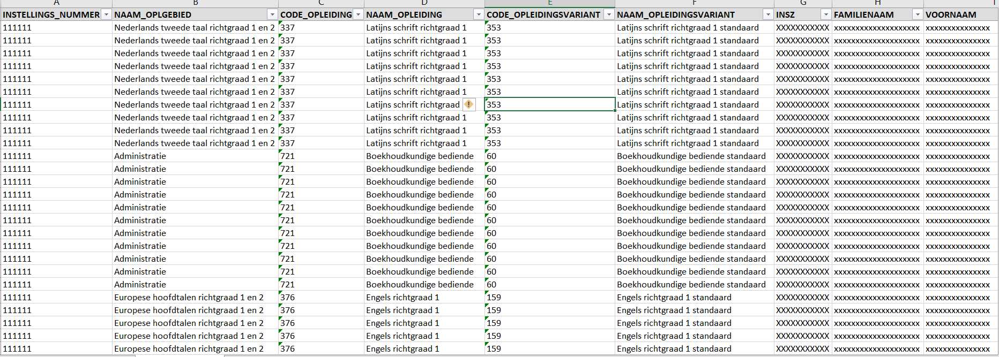 A B C D E F G H I
INSTELLINGS_NUMMER NAAM_OPLGEBIED CODE_OPLEIDING NAAM_OPLEIDING CODE_OPLEIDINGSVARIANT NAAM_OPLEIDINGSVARIANT INSZ FAMILIENAAM VOORNAAM
111111 Nederlands tweede taal richtgraad 1 en 2 337 Latijns schrift richtgraad 1 353 Latijns schrift richtgraad 1 standaard XXXXXXXXXXX xxxxxxxxxxxxxxxxxxxx xxxxxxxxxxxxxxx
111111 Nederlands tweede taal richtgraad 1 en 2 337 Latijns schrift richtgraad 1 353 Latijns schrift richtgraad 1 standaard XXXXXXXXXXX xxxxxxxxxxxxxxxxxxxx xxxxxxxxxxxxxxx
111111 Nederlands tweede taal richtgraad 1 en 2 337 Latijns schrift richtgraad 1 353 Latijns schrift richtgraad 1 standaard XXXXXXXXXXX xxxxxxxxxxxxxxxxxxxx xxxxxxxxxxxxxxx
111111 Nederlands tweede taal richtgraad 1 en 2 337 Latijns schrift richtgraad 1 353 Latijns schrift richtgraad 1 standaard XXXXXXXXXXX xxxxxxxxxxxxxxxxxxxx xxxxxxxxxxxxxxx
111111 Nederlands tweede taal richtgraad 1 en 2 337 Latijns schrift richtgraad 1 353 Latijns schrift richtgraad 1 standaard XXXXXXXXXXX xxxxxxxxxxxxxxxxxxxx xxxxxxxxxxxxxxx
111111 Nederlands tweede taal richtgraad 1 en 2 337 Latijns schrift richtgraad 1 353 Latijns schrift richtgraad 1 standaard XXXXXXXXXXX xxxxxxxxxxxxxxxxxxxx xxxxxxxxxxxxxxx
111111 Nederlands tweede taal richtgraad 1 en 2 337 Latijns schrift richtgraad ! 353 Latijns schrift richtgraad 1 standaard XXXXXXXXXXX xxxxxxxxxxxxxxxxxxxx xxxxxxxxxxxxxxx
111111 Nederlands tweede taal richtgraad 1 en 2 337 Latijns schrift richtgraad 1 353 Latijns schrift richtgraad 1 standaard XXXXXXXXXXX xxxxxxxxxxxxxxxxxxxx xxxxxxxxxxxxxxx
111111 Nederlands tweede taal richtgraad 1 en 2 337 Latijns schrift richtgraad 1 353 Latijns schrift richtgraad 1 standaard XXXXXXXXXXX xxxxxxxxxxxxxxxxxxxx xxxxxxxxxxxxxxx
111111 Nederlands tweede taal richtgraad 1 en 2 337 Latijns schrift richtgraad 1 353 Latijns schrift richtgraad 1 standaard XXXXXXXXXXX xxxxxxxxxxxxxxxxxxxx xxxxxxxxxxxxxxx
111111 Administratie 721 Boekhoudkundige bediende 60 Boekhoudkundige bediende standaard XXXXXXXXXXX xxxxxxxxxxxxxxxxxxxx xxxxxxxxxxxxxxx
111111 Administratie 721 Boekhoudkundige bediende 60 Boekhoudkundige bediende standaard XXXXXXXXXXX xxxxxxxxxxxxxxxxxxxx xxxxxxxxxxxxxxx
111111 Administratie 721 Boekhoudkundige bediende 60 Boekhoudkundige bediende standaard XXXXXXXXXXX xxxxxxxxxxxxxxxxxxxx xxxxxxxxxxxxxxx
111111 Administratie 721 Boekhoudkundige bediende 60 Boekhoudkundige bediende standaard XXXXXXXXXXX xxxxxxxxxxxxxxxxxxxx xxxxxxxxxxxxxxx
111111 Administratie 721 Boekhoudkundige bediende 60 Boekhoudkundige bediende standaard XXXXXXXXXXX xxxxxxxxxxxxxxxxxxxx xxxxxxxxxxxxxxx
111111 Administratie 721 Boekhoudkundige bediende 60 Boekhoudkundige bediende standaard XXXXXXXXXXX xxxxxxxxxxxxxxxxxxxx xxxxxxxxxxxxxxx
111111 Administratie 721 Boekhoudkundige bediende 60 Boekhoudkundige bediende standaard XXXXXXXXXXX xxxxxxxxxxxxxxxxxxxx xxxxxxxxxxxxxxx
111111 Administratie 721 Boekhoudkundige bediende 60 Boekhoudkundige bediende standaard XXXXXXXXXXX xxxxxxxxxxxxxxxxxxxx xxxxxxxxxxxxxxx
111111 Administratie 721 Boekhoudkundige bediende 60 Boekhoudkundige bediende standaard XXXXXXXXXXX xxxxxxxxxxxxxxxxxxxx xxxxxxxxxxxxxxx
111111 Administratie 721 Boekhoudkundige bediende 60 Boekhoudkundige bediende standaard XXXXXXXXXXX xxxxxxxxxxxxxxxxxxxx xxxxxxxxxxxxxxx
111111 Administratie 721 Boekhoudkundige bediende 60 Boekhoudkundige bediende standaard XXXXXXXXXXX xxxxxxxxxxxxxxxxxxxx xxxxxxxxxxxxxxx
111111 Europese hoofdtalen richtgraad 1 en 2 376 Engels richtgraad 1 159 Engels richtgraad 1 standaard XXXXXXXXXXX xxxxxxxxxxxxxxxxxxxx xxxxxxxxxxxxxxx
111111 Europese hoofdtalen richtgraad 1 en 2 376 Engels richtgraad 1 159 Engels richtgraad 1 standaard XXXXXXXXXXX xxxxxxxxxxxxxxxxxxxx xxxxxxxxxxxxxxx
111111 Europese hoofdtalen richtgraad 1 en 2 376 Engels richtgraad 1 159 Engels richtgraad 1 standaard XXXXXXXXXXX xxxxxxxxxxxxxxxxxxxx xxxxxxxxxxxxxxx
111111 Europese hoofdtalen richtgraad 1 en 2 376 Engels richtgraad 1 159 Engels richtgraad 1 standaard XXXXXXXXXXX xxxxxxxxxxxxxxxxxxxx xxxxxxxxxxxxxxx
111111 Europese hoofdtalen richtgraad 1 en 2 376 Engels richtgraad 1 159 Engels richtgraad 1 standaard XXXXXXXXXXX xxxxxxxxxxxxxxxxxxxx xxxxxxxxxxxxxxx